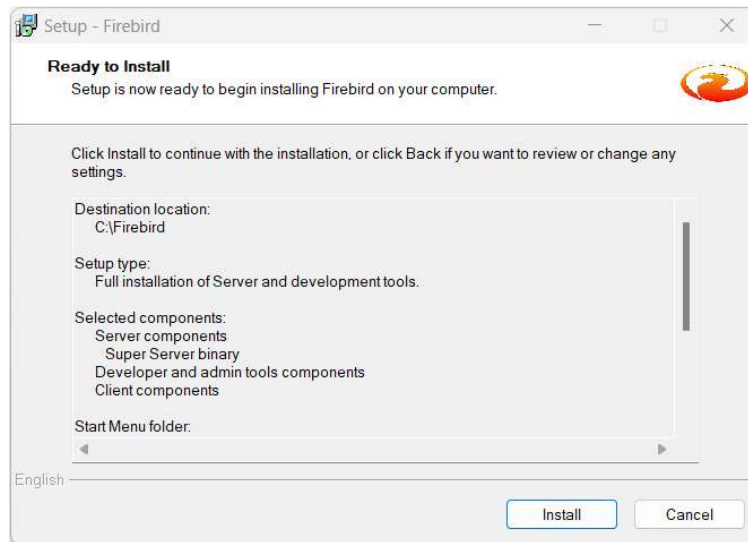 Setup - Firebird
Ready to Install
Setup is now ready to begin installing Firebird on your computer.
Click Install to continue with the installation, or click Back if you want to review or change any
settings.
Destination location:
C:\Firebird
Setup type:
Full installation of Server and development tools.
Selected components:
Server components
Super Server binary
Developer and admin tools components
Client components
Start Menu folder:
English
Install
Cancel